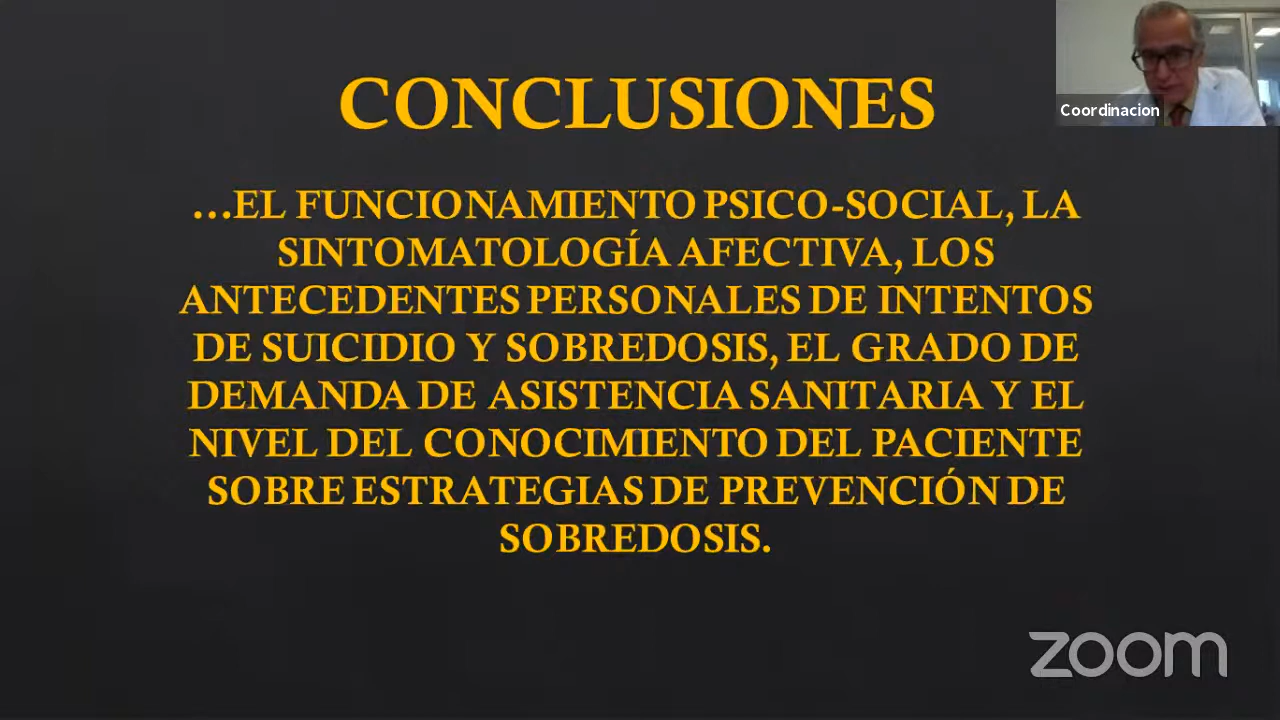 CONCLUSIONES
Coordinacion
...EL FUNCIONAMIENTO PSICO-SOCIAL, LA
SINTOMATOLOGÍA AFECTIVA, LOS
ANTECEDENTES PERSONALES DE INTENTOS
DE SUICIDIO Y SOBREDOSIS, EL GRADO DE
DEMANDA DE ASISTENCIA SANITARIA Y EL
NIVEL DEL CONOCIMIENTO DEL PACIENTE
SOBRE ESTRATEGIAS DE PREVENCIÓN DE
SOBREDOSIS.
zoom